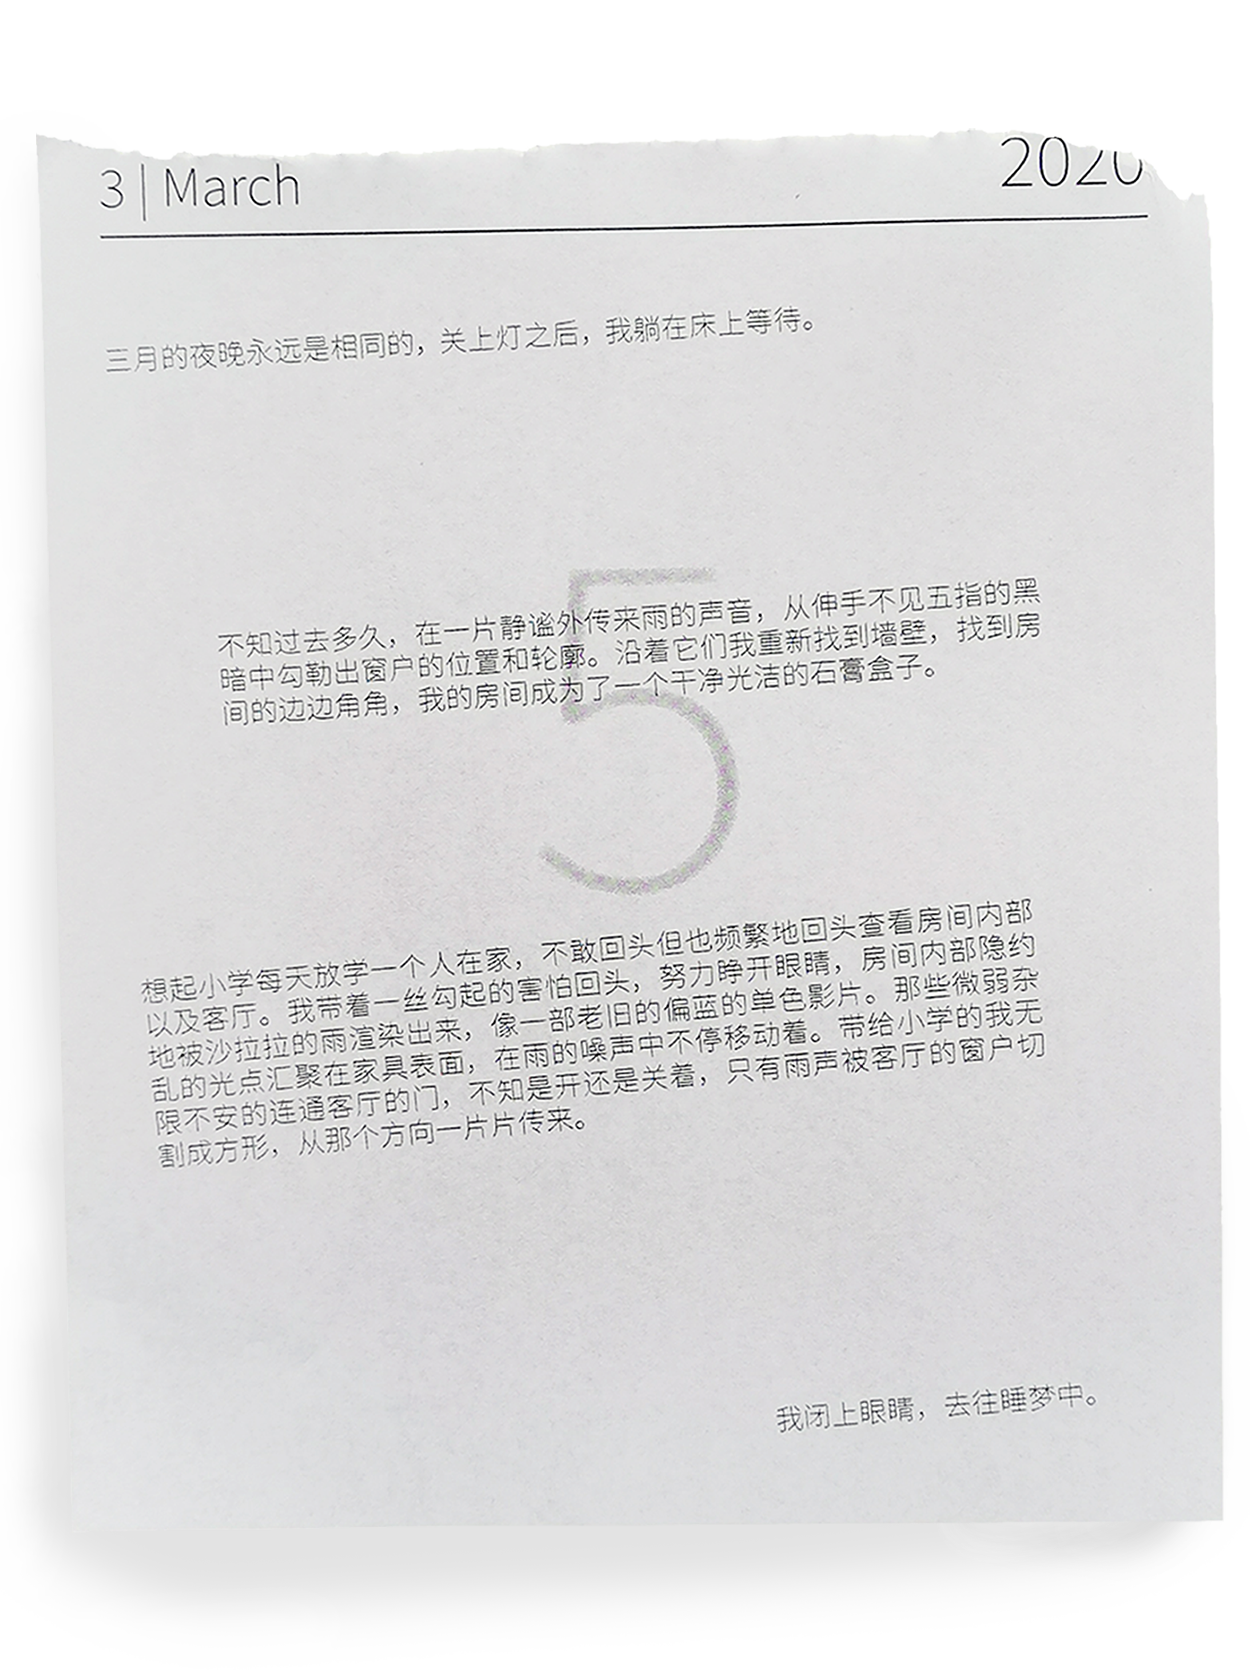 3 | March
2020
三月的夜晚永远是相同的，关上灯之后，我躺在床上等待。
5
不知过去多久，在一片静谧外传来雨的声音，从伸手不见五指的黑
暗中勾勒出窗户的位置和轮廓。沿着它们我重新找到墙壁，找到房
间的边边角角，我的房间成为了一个干净光洁的石膏盒子。
想起小学每天放学一个人在家，不敢回头但也频繁地回头查看房间内部
以及客厅。我带着一丝勾起的害怕回头，努力睁开眼睛，房间内部隐约
地被沙拉拉的雨渲染出来，像一部老旧的偏蓝的单色影片。那些微弱杂
乱的光点汇聚在家具表面，在雨的噪声中不停移动着。带给小学的我无
限不安的连通客厅的门，不知是开还是关着，只有雨声被客厅的窗户切
割成方形，从那个方向一片片传来。
我闭上眼睛，去往睡梦中。